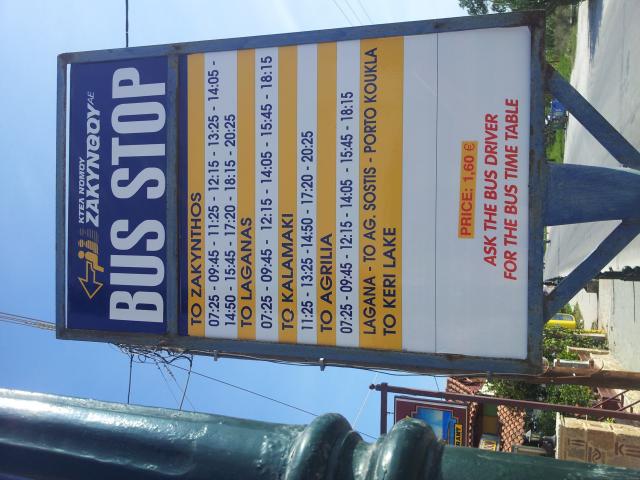 ΚΤΕΛ ΝΟΜΟΥ
ΖΑΚΥΝΘΟΥ ΑΕ
BUS STOP
TO ZAKYNTHOS
07:25 - 09:45 - 11:25 - 12:15 - 13:25 - 14:05 -
14:50 - 15:45 - 17:20 - 18:15 - 20:25
TO LAGANAS
07:25 - 09:45 - 12:15 - 14:05 - 15:45 - 18:15
TO KALAMAKI
11:25 - 13:25 - 14:50 - 17:20 - 20:25
TO AGRILIA
07:25 - 09:45 - 12:15 - 14:05 - 15:45 - 18:15
LAGANA - TO AG. SOSTIS - PORTO KOUKLA
TO KERI LAKE
PRICE: 1,60 €
ASK THE BUS DRIVER
FOR THE BUS TIME TABLE